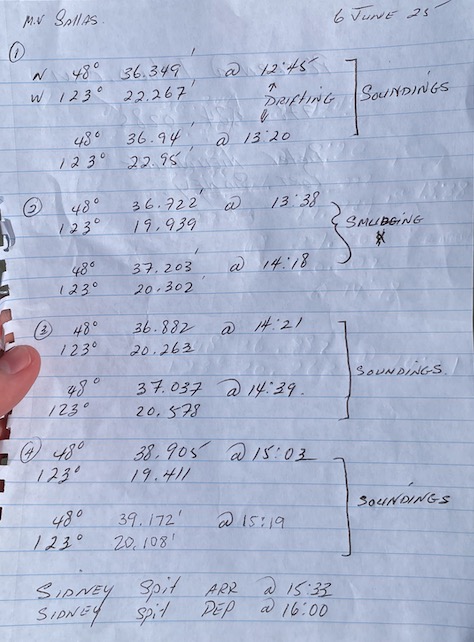 M.V SALLAS. 6 JUNE 25
①
N 48° 36.349' @ 12:45
W 123° 22.267' DRIFTING SOUNDINGS
48° 36.94' @ 13:20
123° 22.95'
② 48° 36.722' @ 13:38
123° 19.939 SMUDGING
48° 37.203' @ 14:18
123° 20.302'
③ 48° 36.882 @ 14:21
123° 20.263
SOUNDINGS.
48° 37.037 @ 14:39.
123° 20.578
④ 48° 38.905 @ 15:03
123° 19.411
SOUNDINGS
48° 39.172' @ 15:19
123° 20.108'
SIDNEY Spit ARR @ 15:33
SIDNEY Spit DEP @ 16:00